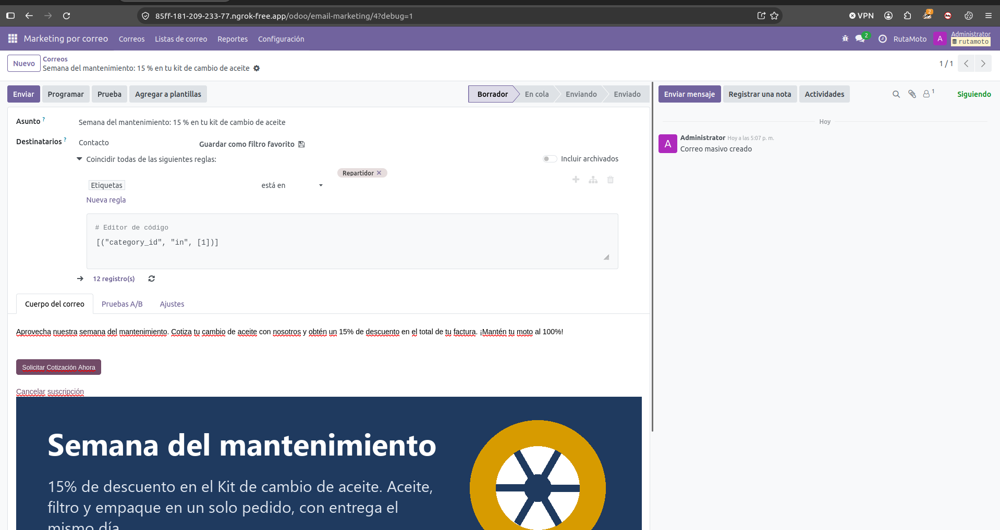 85ff-181-209-233-77.ngrok-free.app/odoo/email-marketing/4?debug=1
VPN
2
Marketing por correo Correos Listas de correo Reportes Configuración
2
RutaMoto
A
Administrator
rutamoto
Nuevo
Correos
Semana del mantenimiento: 15 % en tu kit de cambio de aceite
1 / 1
Enviar Programar Prueba Agregar a plantillas
Borrador En cola Enviando Enviado
Enviar mensaje Registrar una nota Actividades
1
Siguiendo
Asunto ?
Semana del mantenimiento: 15 % en tu kit de cambio de aceite
Destinatarios ?
Contacto
Guardar como filtro favorito
Coincidir todas de las siguientes reglas:
Incluir archivados
Repartidor
Etiquetas
está en
Nueva regla
# Editor de código
[("category_id", "in", [1])]
12 registro(s)
Cuerpo del correo Pruebas A/B Ajustes
Aprovecha nuestra semana del mantenimiento. Cotiza tu cambio de aceite con nosotros y obtén un 15% de descuento en el total de tu factura. ¡Mantén tu moto al 100%!
Solicitar Cotización Ahora
Cancelar suscripción
Semana del mantenimiento
15% de descuento en el Kit de cambio de aceite. Aceite,
filtro y empaque en un solo pedido, con entrega el
mismo día
Hoy
A
Administrator Hoy a las 5:07 p. m.
Correo masivo creado